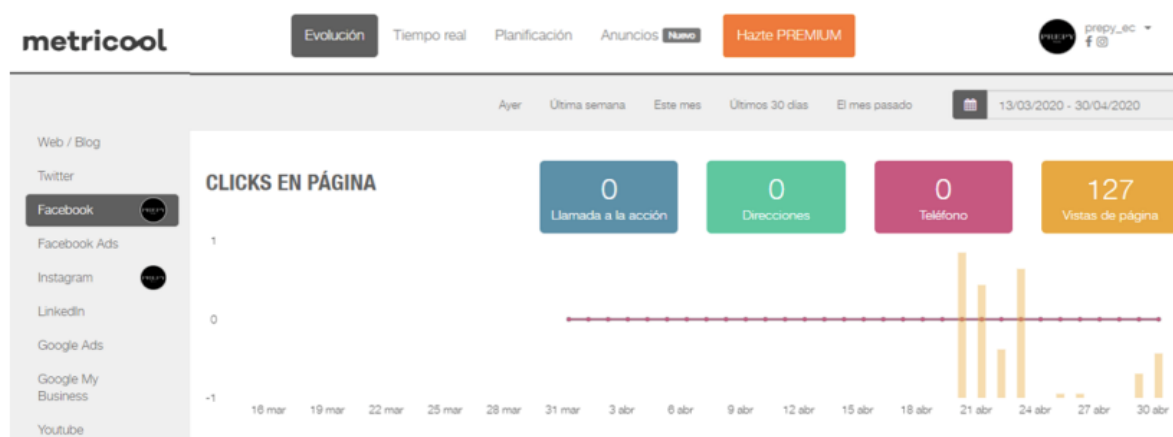 metricool
Evolución
Tiempo real
Planificación
Anuncios Nuevo
Hazte PREMIUM
PREPY
prepy_ec
Ayer
Última semana
Este mes
Últimos 30 días
El mes pasado
13/03/2020 - 30/04/2020
Web / Blog
Twitter
Facebook
Facebook Ads
Instagram
LinkedIn
Google Ads
Google My
Business
Youtube
CLICKS EN PÁGINA
0
Llamada a la acción
0
Direcciones
0
Teléfono
127
Vistas de página
1
0
-1
16 mar 19 mar 22 mar 25 mar 28 mar 31 mar 3 abr 6 abr 9 abr 12 abr 15 abr 18 abr 21 abr 24 abr 27 abr 30 abr